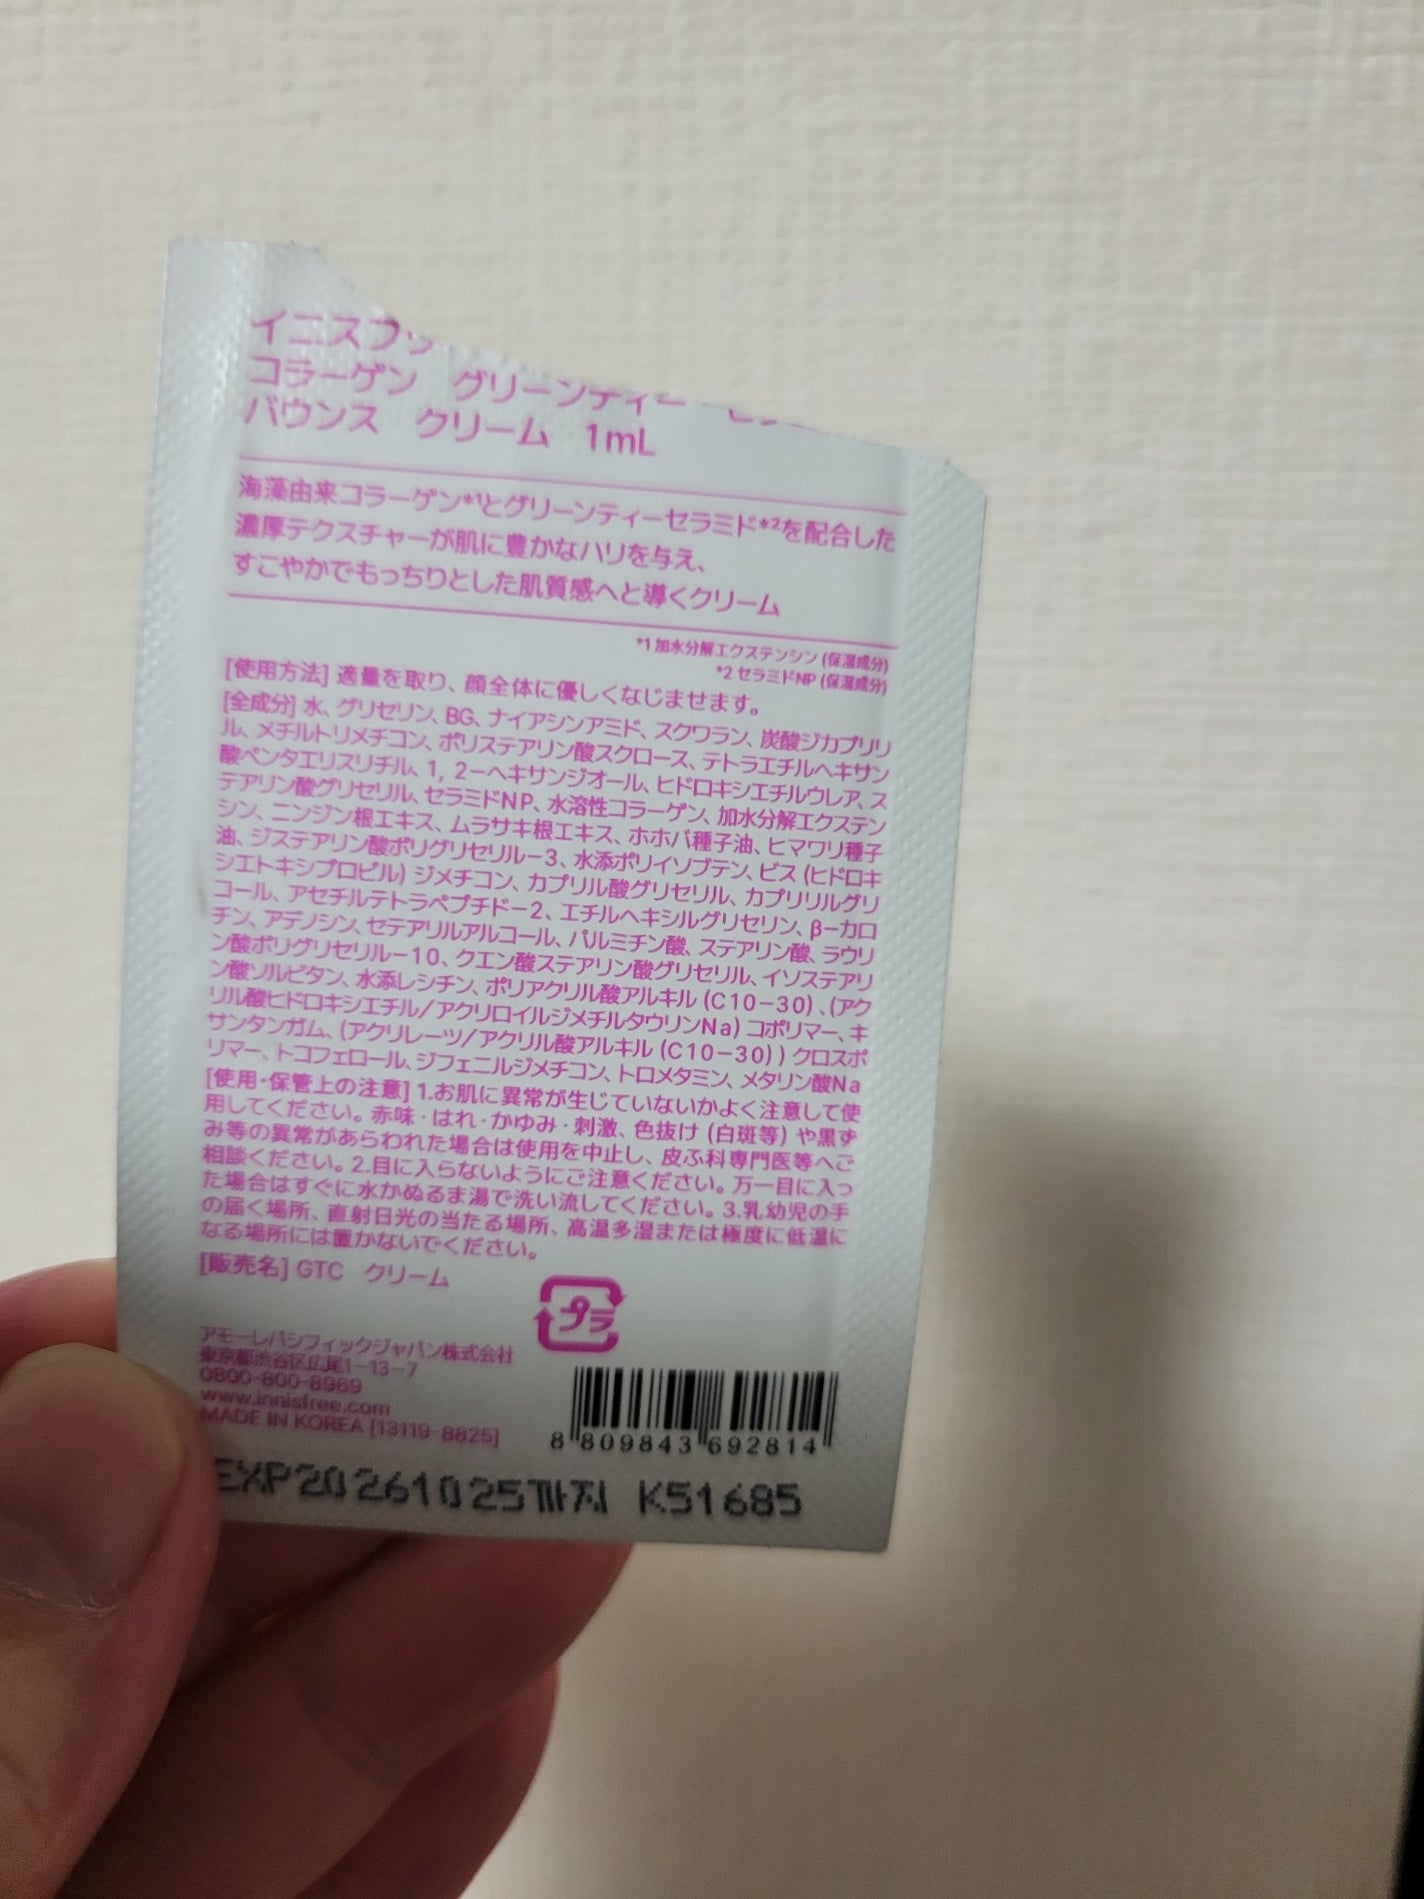 イニスフ
コラーゲン グリーンティー
バウンス クリーム 1mL
海藻由来コラーゲン*1とグリーンティーセラミド*2を配合した
濃厚テクスチャーが肌に豊かなハリを与え、
すこやかでもっちりとした肌質感へと導くクリーム
*1 加水分解エクステンシン (保湿成分)
*2 セラミドNP (保湿成分)
[使用方法] 適量を取り、顔全体に優しくなじませます。
[全成分] 水、グリセリン、BG、ナイアシンアミド、スクワラン、炭酸ジカプリリ
ル、メチルトリメチコン、ポリステアリン酸スクロース、テトラエチルヘキサン
酸ペンタエリスリチル、1, 2-ヘキサンジオール、ヒドロキシエチルウレア、ス
テアリン酸グリセリル、セラミドNP、水溶性コラーゲン、加水分解エクステン
シン、ニンジン根エキス、ムラサキ根エキス、ホホバ種子油、ヒマワリ種子
油、ジステアリン酸ポリグリセリル-3、水添ポリイソブテン、ビス (ヒドロキ
シエトキシプロピル) ジメチコン、カプリル酸グリセリル、カプリリルグリ
コール、アセチルテトラペプチド-2、エチルヘキシルグリセリン、β-カロ
チン、アデノシン、セテアリルアルコール、パルミチン酸、ステアリン酸、ラウリ
ン酸ポリグリセリル-10、クエン酸ステアリン酸グリセリル、イソステアリ
ン酸ソルビタン、水添レシチン、ポリアクリル酸アルキル (C10-30) 、(アク
リル酸ヒドロキシエチル/アクリロイルジメチルタウリンNa) コポリマー、キ
サンタンガム、(アクリレーツ/アクリル酸アルキル (C10-30) ) クロスポ
リマー、トコフェロール、ジフェニルジメチコン、トロメタミン、メタリン酸Na
[使用・保管上の注意] 1.お肌に異常が生じていないかよく注意して使
用してください。赤味・はれ・かゆみ・刺激、色抜け (白斑等) や黒ず
み等の異常があらわれた場合は使用を中止し、皮ふ科専門医等へご
相談ください。2.目に入らないようにご注意ください。万一目に入っ
た場合はすぐに水かぬるま湯で洗い流してください。3.乳幼児の手
の届く場所、直射日光の当たる場所、高温多湿または極度に低温に
なる場所には置かないでください。
[販売名] GTC クリーム
プラ
アモーレパシフィックジャパン株式会社
東京都渋谷区広尾1-13-7
0800-800-8969
www.innisfree.com
MADE IN KOREA [13119-8825]
8 809843 692814
EXP20261025까지 K51685